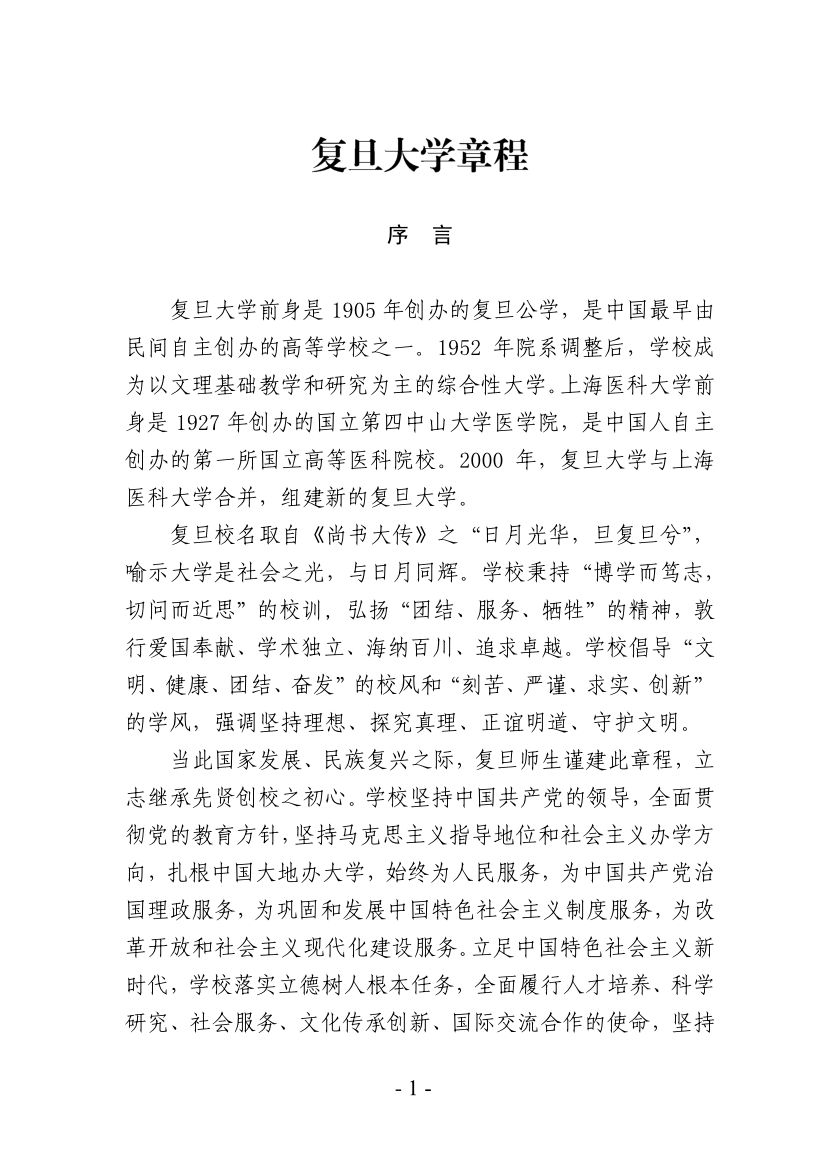 复旦大学章程
序 言
复旦大学前身是 1905 年创办的复旦公学，是中国最早由
民间自主创办的高等学校之一。1952 年院系调整后，学校成
为以文理基础教学和研究为主的综合性大学。上海医科大学前
身是 1927 年创办的国立第四中山大学医学院，是中国人自主
创办的第一所国立高等医科院校。2000 年，复旦大学与上海
医科大学合并，组建新的复旦大学。
复旦校名取自《尚书大传》之“日月光华，旦复旦兮”，
喻示大学是社会之光，与日月同辉。学校秉持“博学而笃志，
切问而近思”的校训，弘扬“团结、服务、牺牲”的精神，敦
行爱国奉献、学术独立、海纳百川、追求卓越。学校倡导“文
明、健康、团结、奋发”的校风和“刻苦、严谨、求实、创新”
的学风，强调坚持理想、探究真理、正谊明道、守护文明。
当此国家发展、民族复兴之际，复旦师生谨建此章程，立
志继承先贤创校之初心。学校坚持中国共产党的领导，全面贯
彻党的教育方针，坚持马克思主义指导地位和社会主义办学方
向，扎根中国大地办大学，始终为人民服务，为中国共产党治
国理政服务，为巩固和发展中国特色社会主义制度服务，为改
革开放和社会主义现代化建设服务。立足中国特色社会主义新
时代，学校落实立德树人根本任务，全面履行人才培养、科学
研究、社会服务、文化传承创新、国际交流合作的使命，坚持
- 1 -